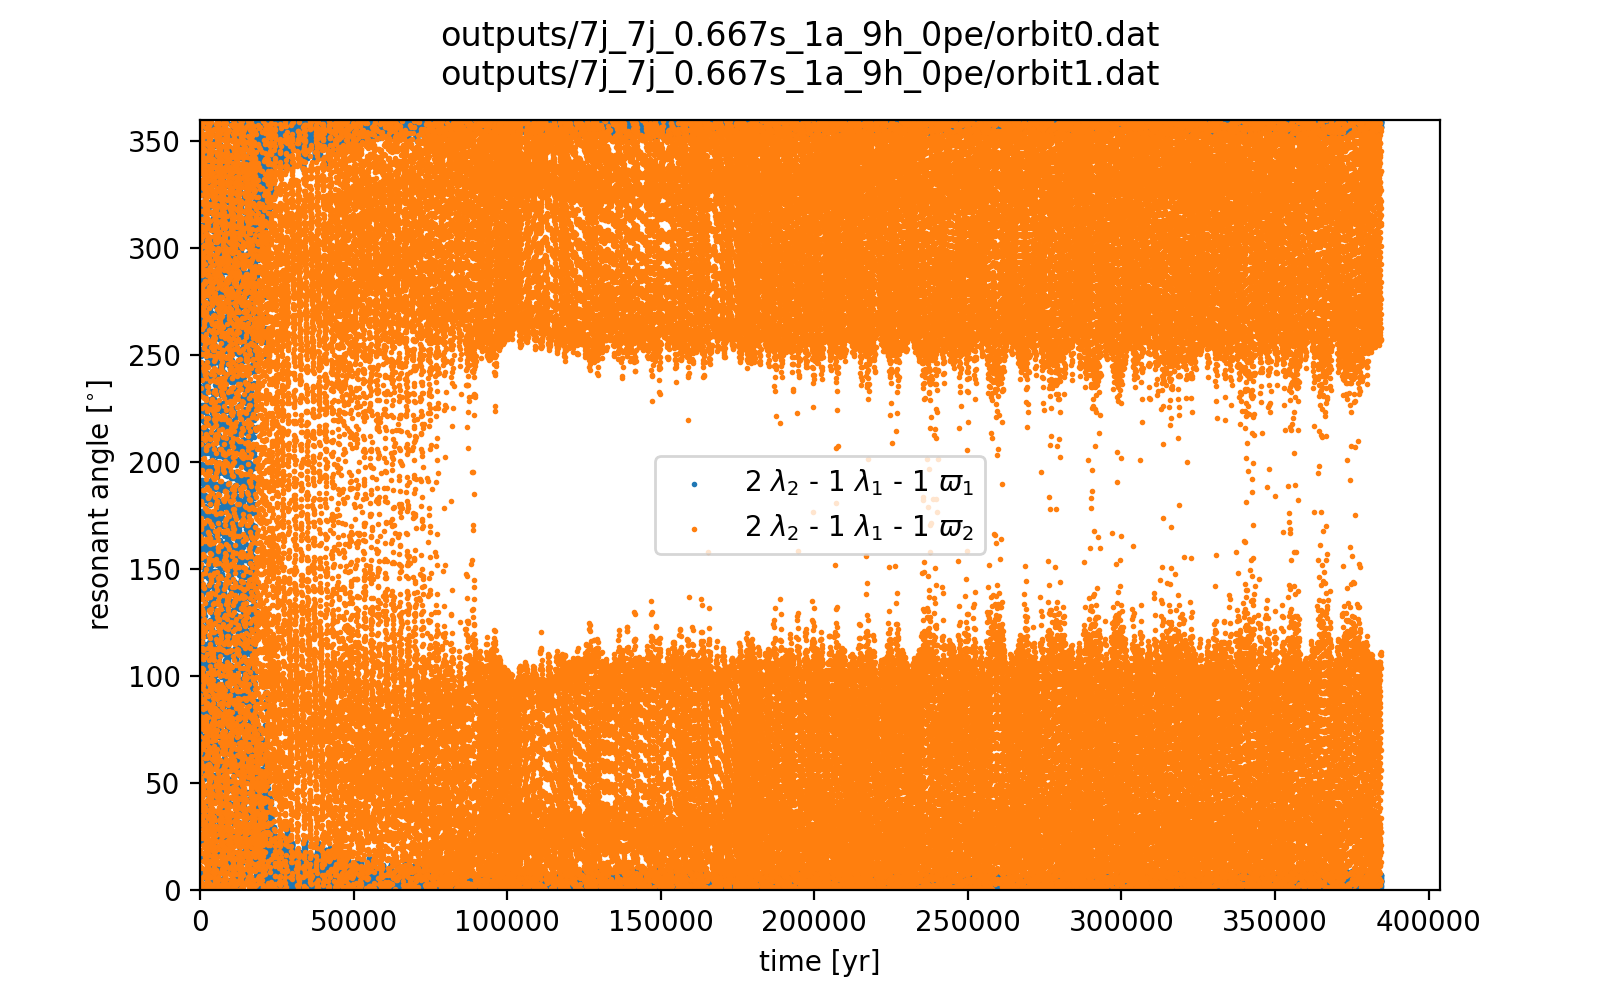 outputs/7j_7j_0.667s_1a_9h_0pe/orbit0.dat
outputs/7j_7j_0.667s_1a_9h_0pe/orbit1.dat
350
300
250
200
150
100
50
0
resonant angle [°]
2 λ₂ - 1 λ₁ - 1 ϖ₁
2 λ₂ - 1 λ₁ - 1 ϖ₂
0 50000 100000 150000 200000 250000 300000 350000 400000
time [yr]